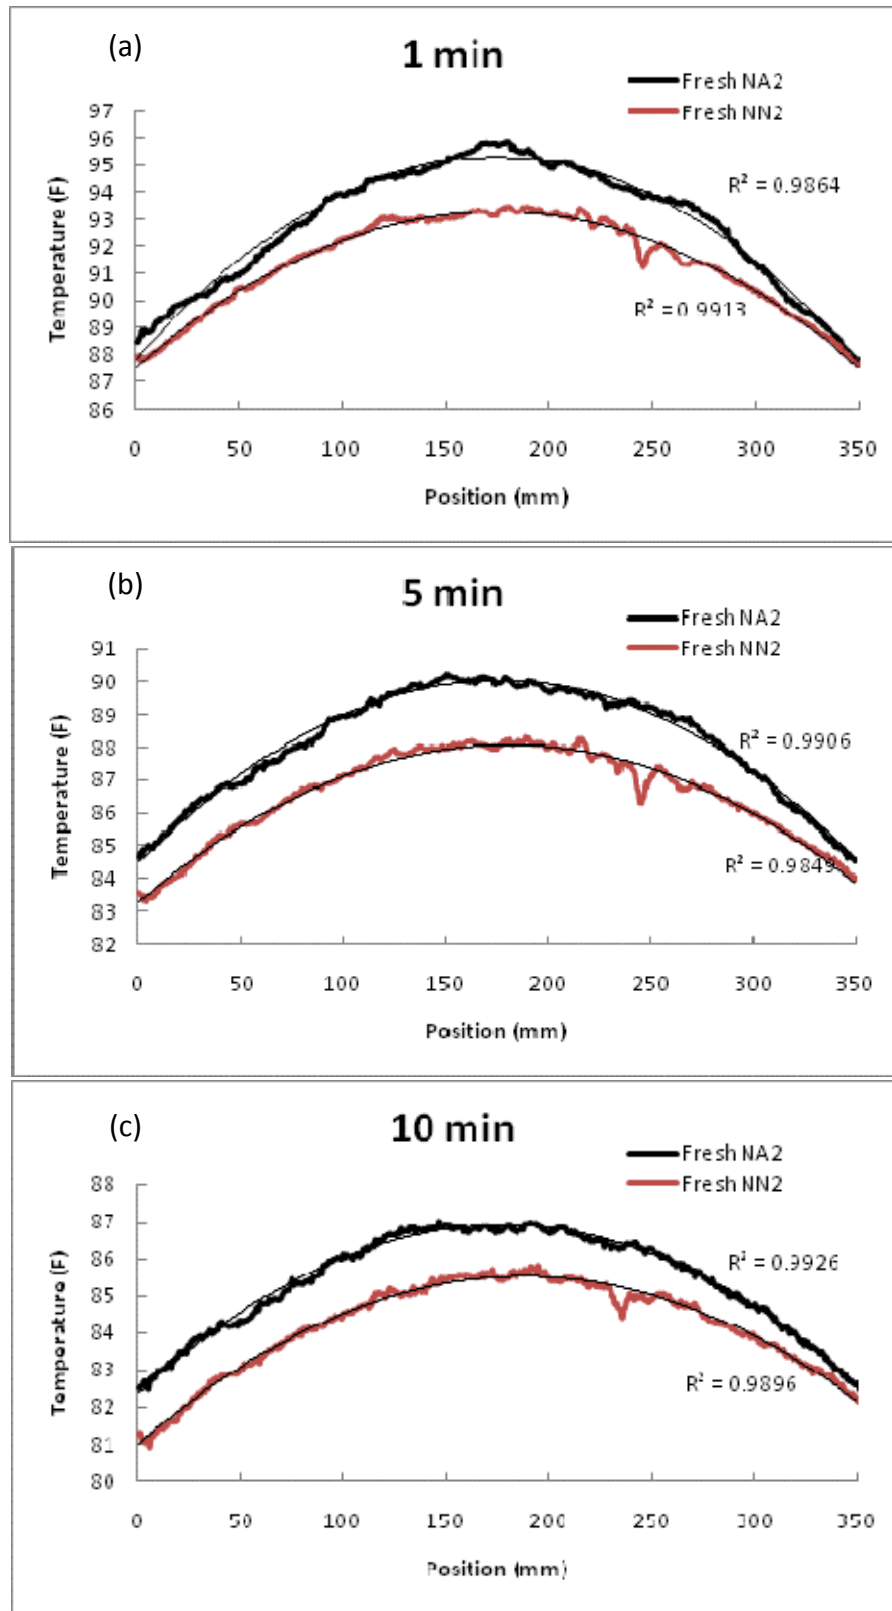 (a)
1 min
Fresh NA2
Fresh NN2
97
96
95
94
93
92
91
90
89
88
87
86
Temperature (F)
R² = 0.9864
R² = 0.9913
0 50 100 150 200 250 300 350
Position (mm)
(b)
5 min
Fresh NA2
Fresh NN2
91
90
89
88
87
86
85
84
83
82
Temperature (F)
R² = 0.9906
R² = 0.9849
0 50 100 150 200 250 300 350
Position (mm)
(c)
10 min
Fresh NA2
Fresh NN2
88
87
86
85
84
83
82
81
80
Temperature (F)
R² = 0.9926
R² = 0.9896
0 50 100 150 200 250 300 350
Position (mm)